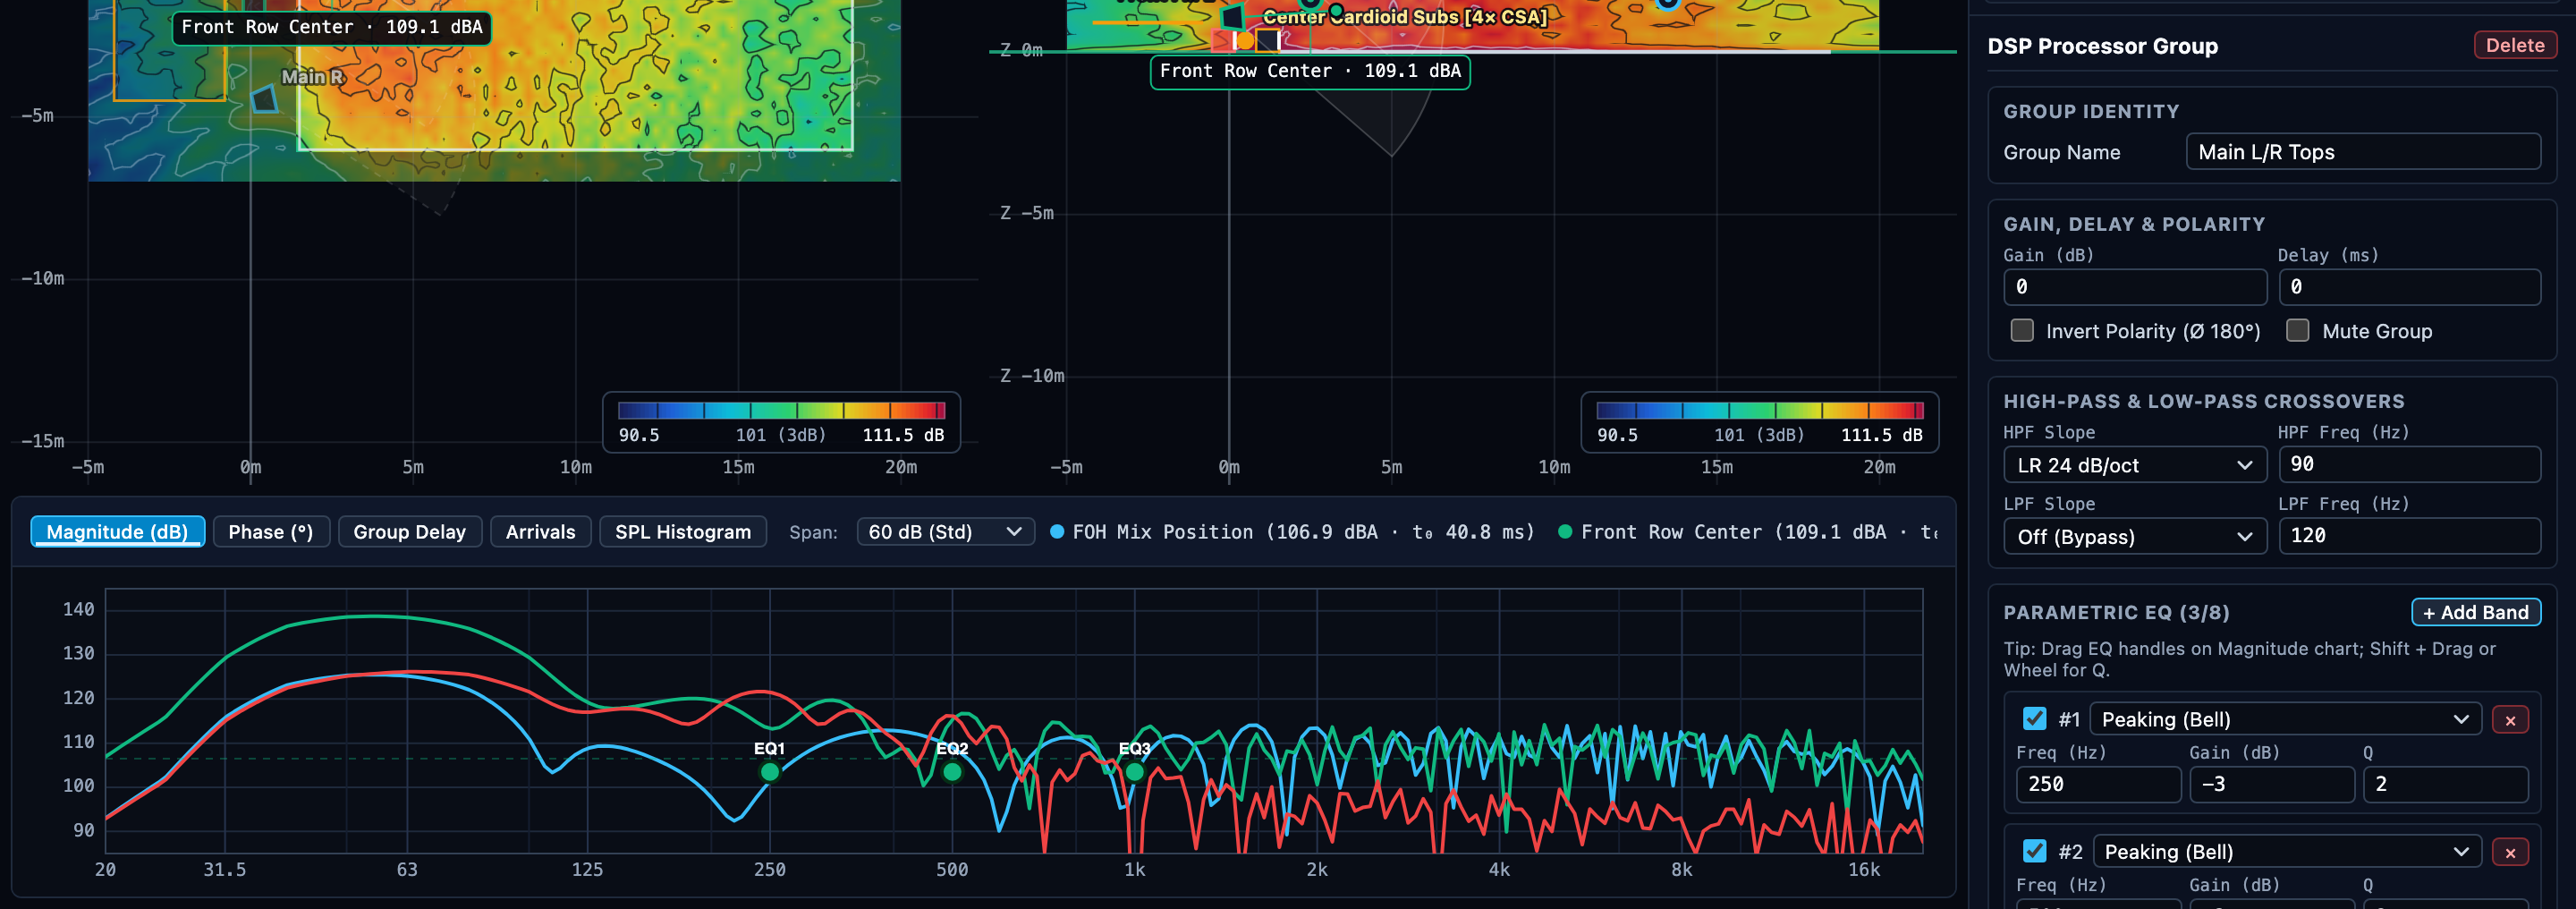 Front Row Center · 109.1 dBA
Main R
−5m
−10m
−15m
90.5
101 (3dB)
111.5 dB
−5m
0m
5m
10m
15m
20m
Center Cardioid Subs [4× CSA]
Z 0m
Front Row Center · 109.1 dBA
Z −5m
Z −10m
90.5
101 (3dB)
111.5 dB
−5m
0m
5m
10m
15m
20m
Magnitude (dB)
Phase (°)
Group Delay
Arrivals
SPL Histogram
Span:
60 dB (Std)
FOH Mix Position (106.9 dBA · t₀ 40.8 ms)
Front Row Center (109.1 dBA ·
140
130
120
110
100
90
EQ1
EQ2
EQ3
20
31.5
63
125
250
500
1k
2k
4k
8k
16k
DSP Processor Group
Delete
GROUP IDENTITY
Group Name
Main L/R Tops
GAIN, DELAY & POLARITY
Gain (dB)
Delay (ms)
0
0
Invert Polarity (Ø 180°)
Mute Group
HIGH-PASS & LOW-PASS CROSSOVERS
HPF Slope
HPF Freq (Hz)
LR 24 dB/oct
90
LPF Slope
LPF Freq (Hz)
Off (Bypass)
120
PARAMETRIC EQ (3/8)
+ Add Band
Tip: Drag EQ handles on Magnitude chart; Shift + Drag or
Wheel for Q.
#1
Peaking (Bell)
×
Freq (Hz)
Gain (dB)
Q
250
−3
2
#2
Peaking (Bell)
×
Freq (Hz)
Gain (dB)
Q